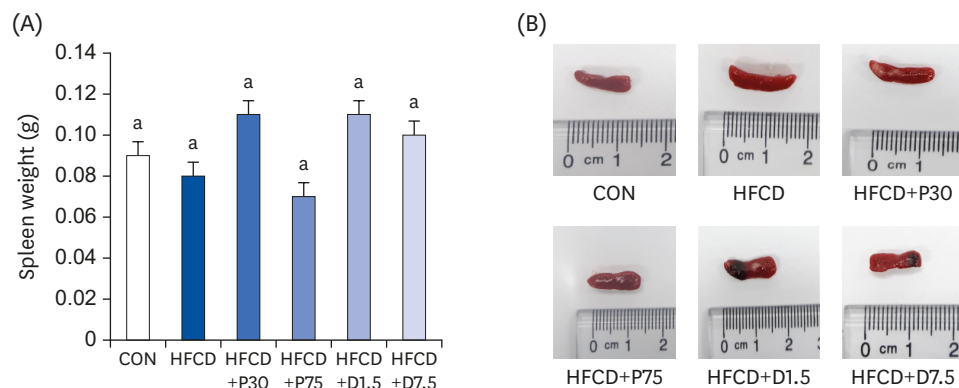 (A)
Spleen weight (g)
0.14
0.12
0.10
0.08
0.06
0.04
0.02
0
a
a
a
a
a
a
CON
HFCD
HFCD
+P30
HFCD
+P75
HFCD
+D1.5
HFCD
+D7.5
(B)
0 cm 1 2
CON
0 cm 1 2
HFCD
0 cm 1
HFCD+P30
0 cm 1 2
HFCD+P75
0 cm 1 2 3
HFCD+D1.5
0 cm 1 2
HFCD+D7.5